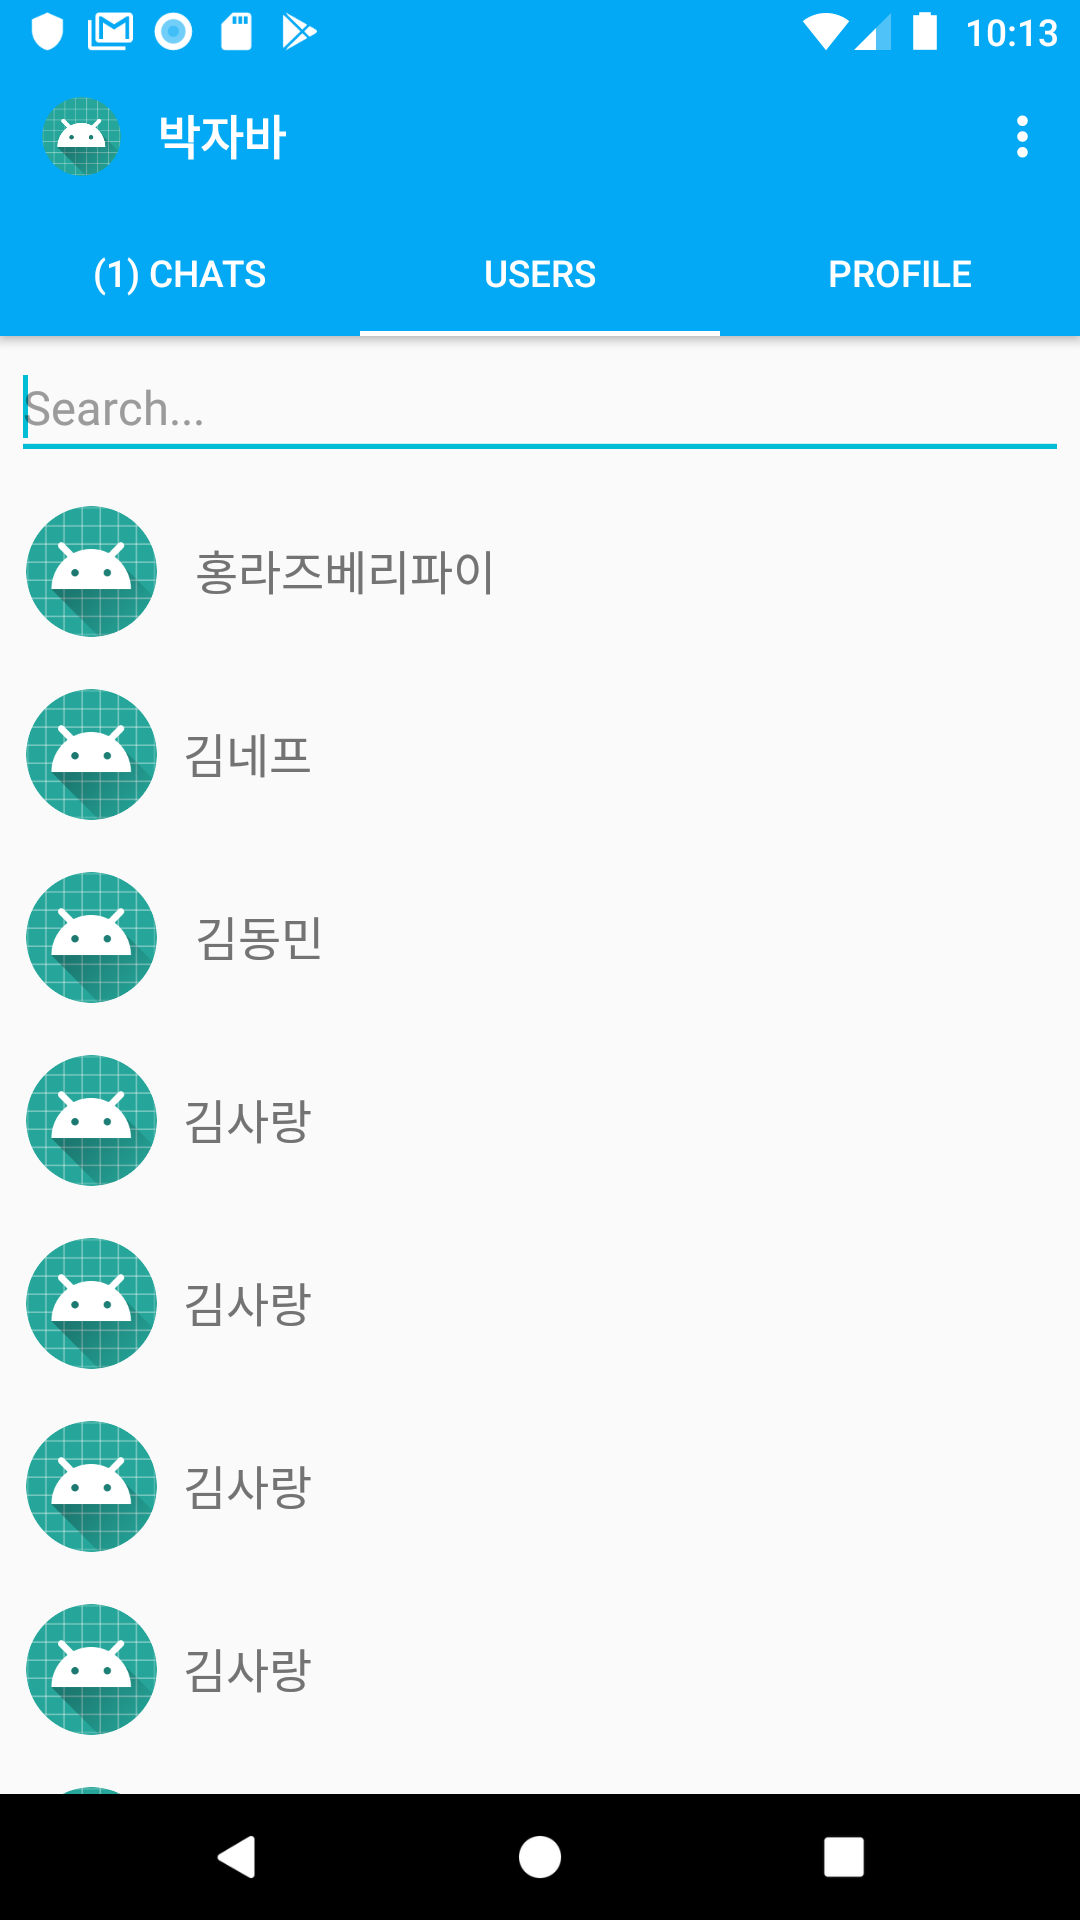 10:13
박자바
(1) CHATS
USERS
PROFILE
Search...
홍라즈베리파이
김네프
김동민
김사랑
김사랑
김사랑
김사랑